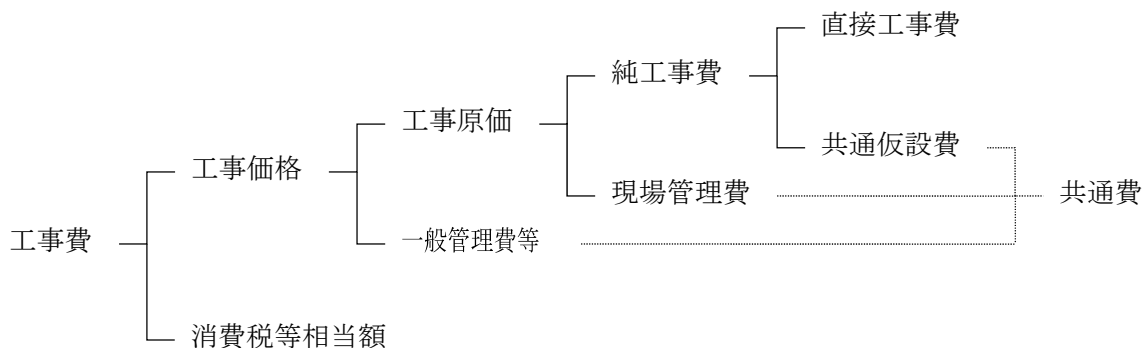 直接工事費
純工事費
工事原価
共通仮設費
工事価格
現場管理費
共通費
工事費
一般管理費等
消費税等相当額